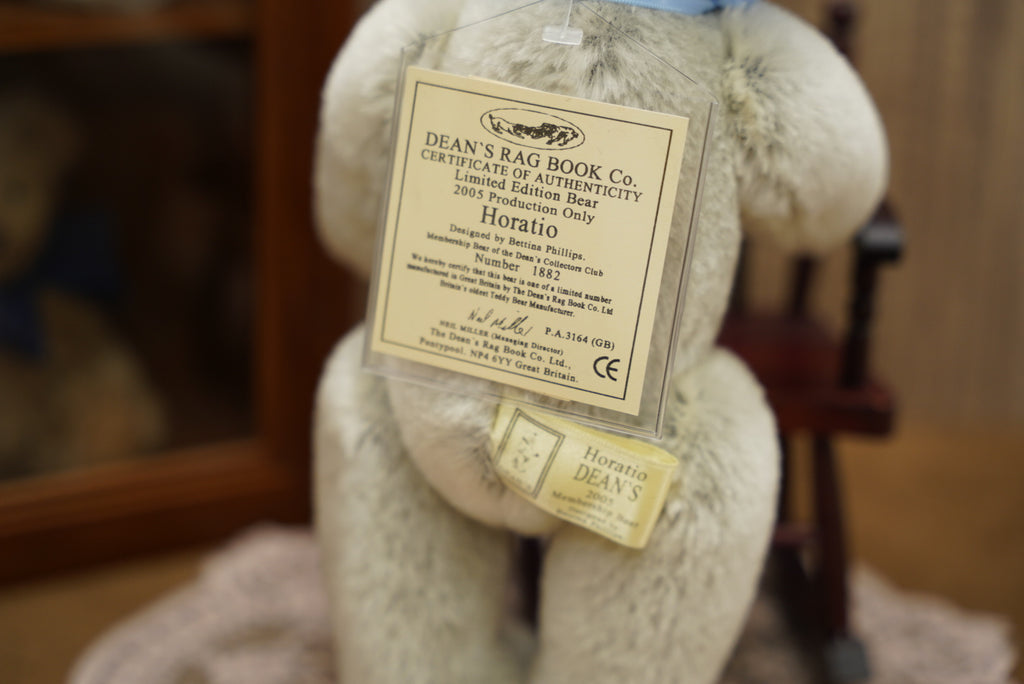 DEAN`S RAG BOOK Co.
CERTIFICATE OF AUTHENTICITY
Limited Edition Bear
2005 Production Only
Horatio
Designed by Bettina Phillips.
Membership Bear of the Dean's Collectors Club
Number 1882
We hereby certify that this bear is one of a limited number
manufactured in Great Britain by The Dean's Rag Book Co. Ltd
Britain's oldest Teddy Bear Manufacturer.
Neil Miller P.A.3164 (GB)
NEIL MILLER (Managing Director)
The Dean's Rag Book Co. Ltd.,
Pontypool. NP4 6YY Great Britain.
CE
Horatio
DEAN'S
2005
Membership Bear